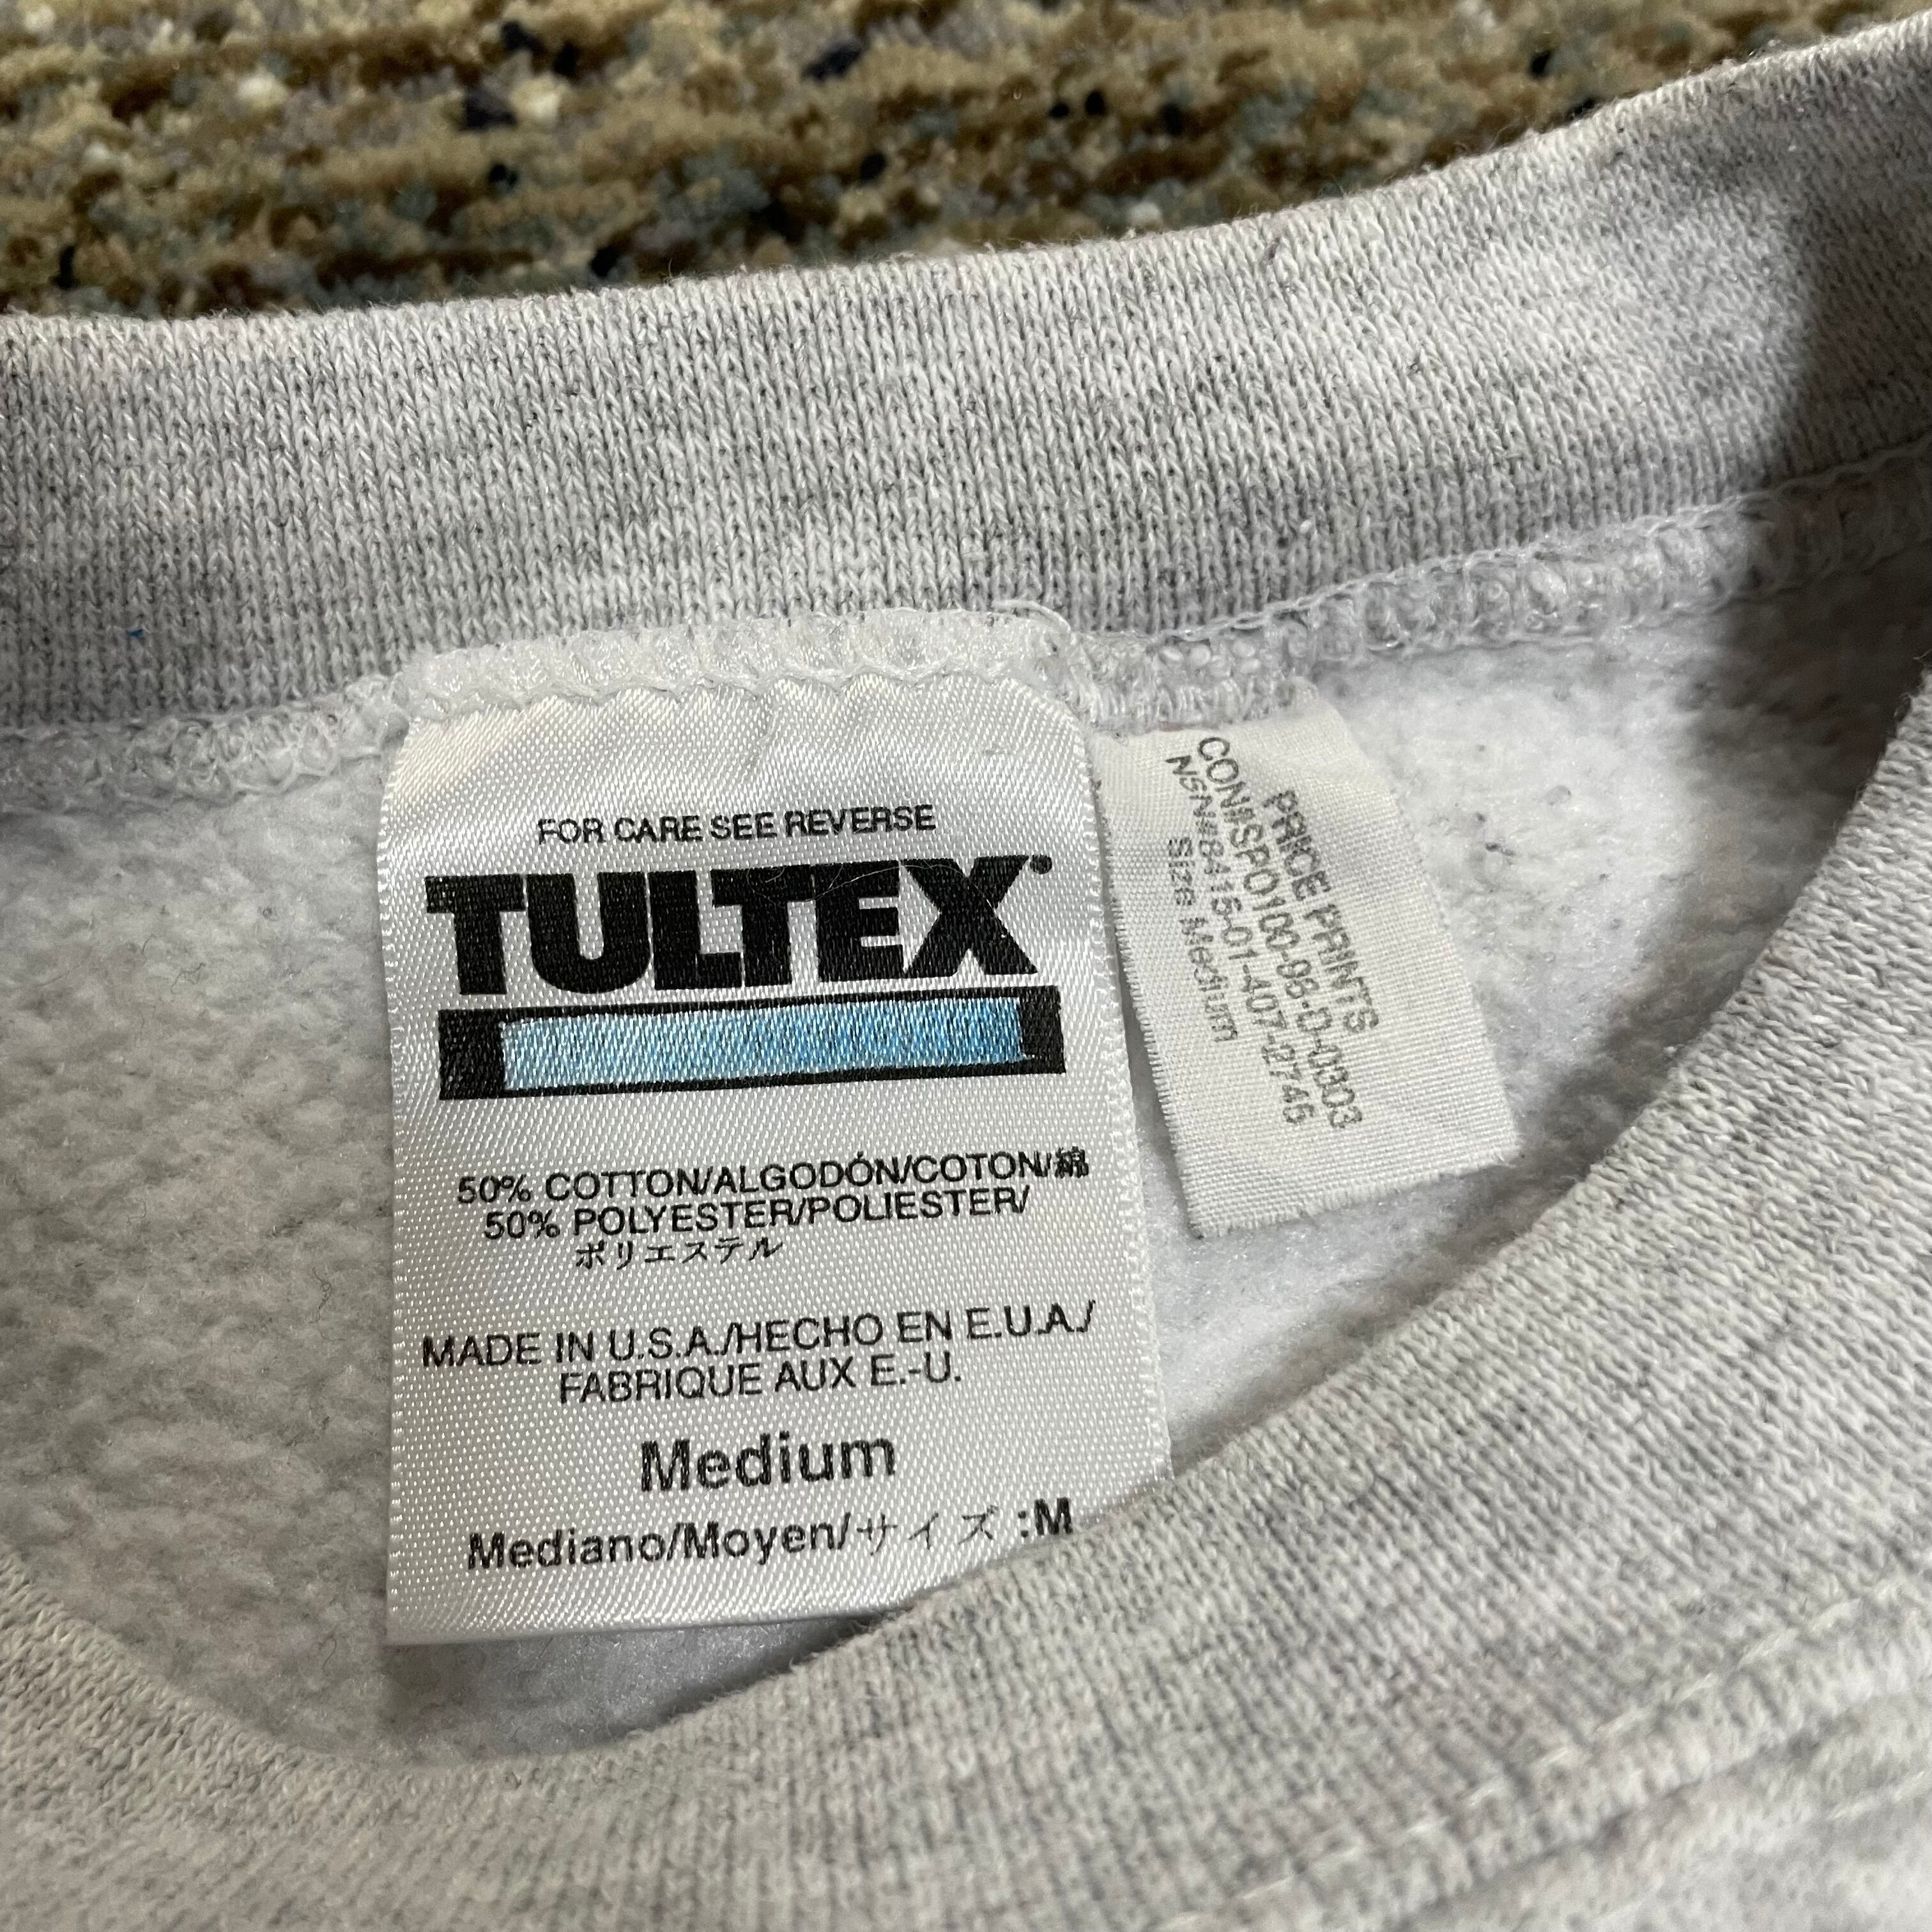 FOR CARE SEE REVERSE
TULTEX
50% COTTON/ALGODÓN/COTON/綿
50% POLYESTER/POLIESTER/
ポリエステル
MADE IN U.S.A./HECHO EN E.U.A./
FABRIQUE AUX E.-U.
Medium
Mediano/Moyen/サイズ :M
PRICE PRINTS
CON#SPO100-98-D-0303
NSN#8415-01-407-2745
Size Medium